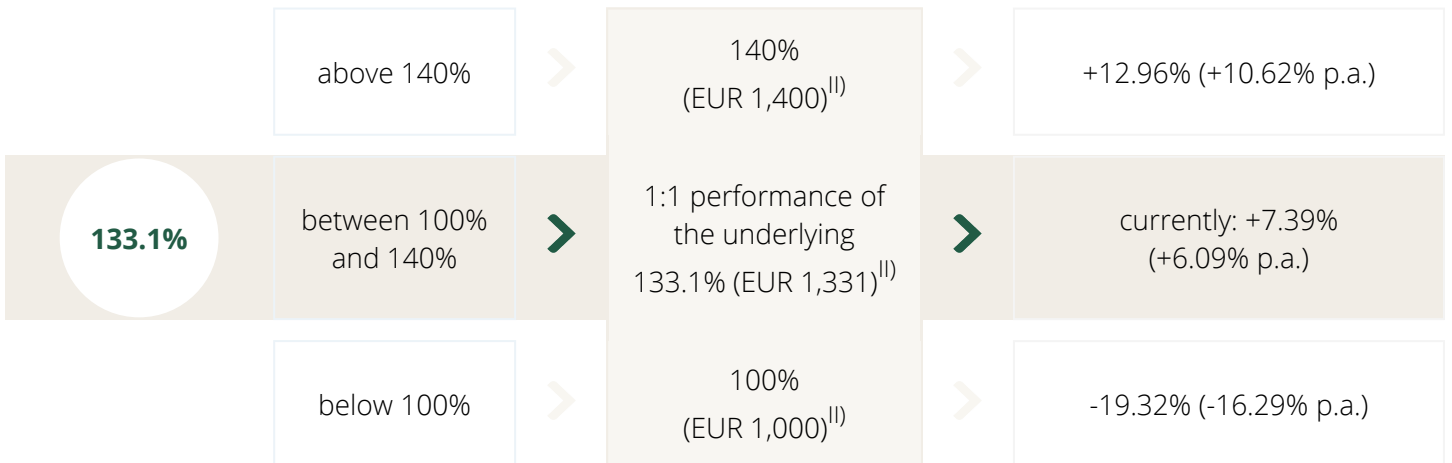 above 140%
140%
(EUR 1,400)II)
+12.96% (+10.62% p.a.)
133.1%
between 100%
and 140%
1:1 performance of
the underlying
133.1% (EUR 1,331)II)
currently: +7.39%
(+6.09% p.a.)
below 100%
100%
(EUR 1,000)II)
-19.32% (-16.29% p.a.)